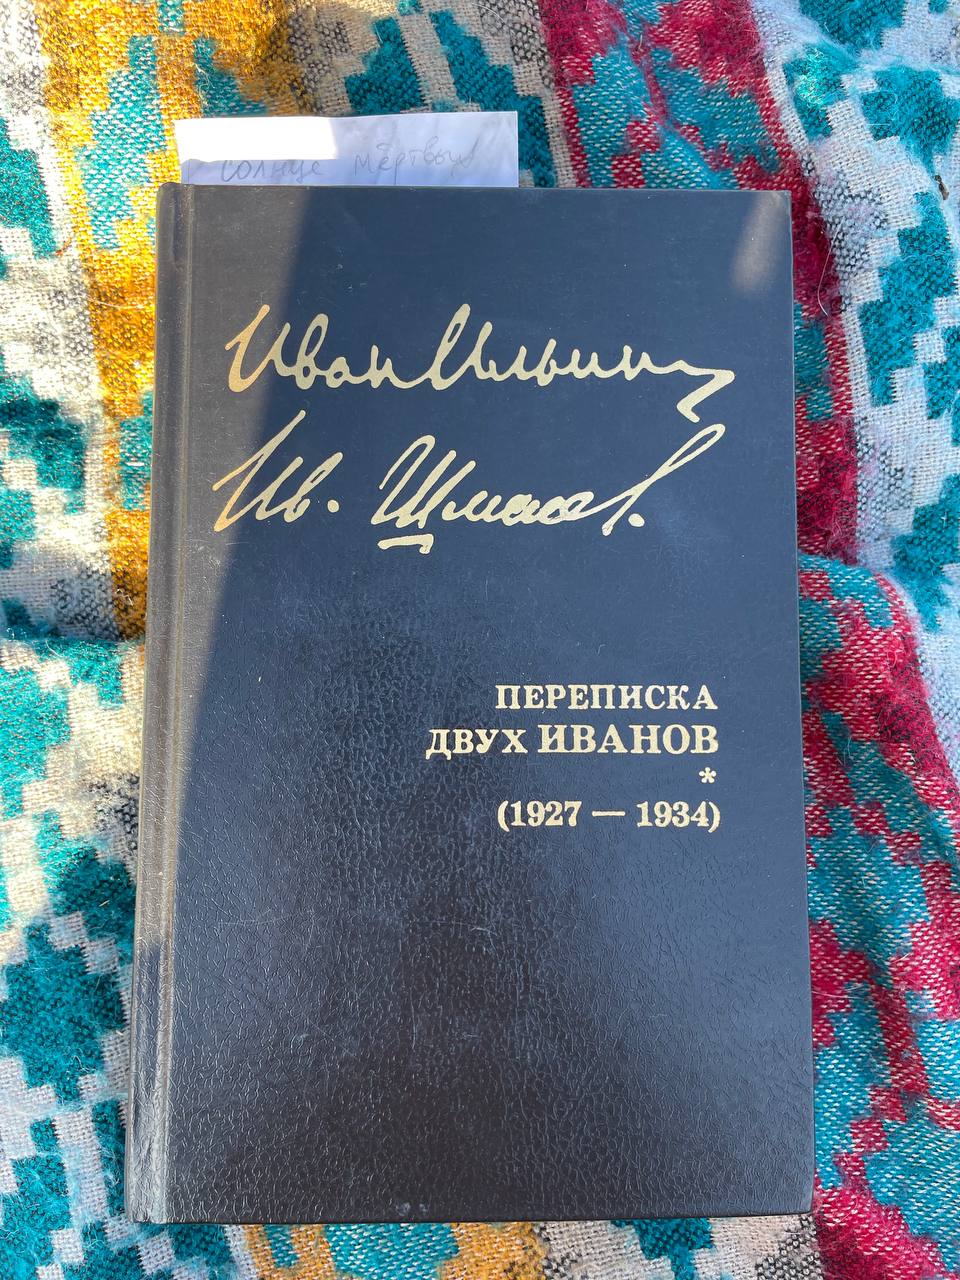 солнце мёртвых
Иван Ильин
Ив. Шмелев.
ПЕРЕПИСКА
ДВУХ ИВАНОВ
*
(1927 — 1934)